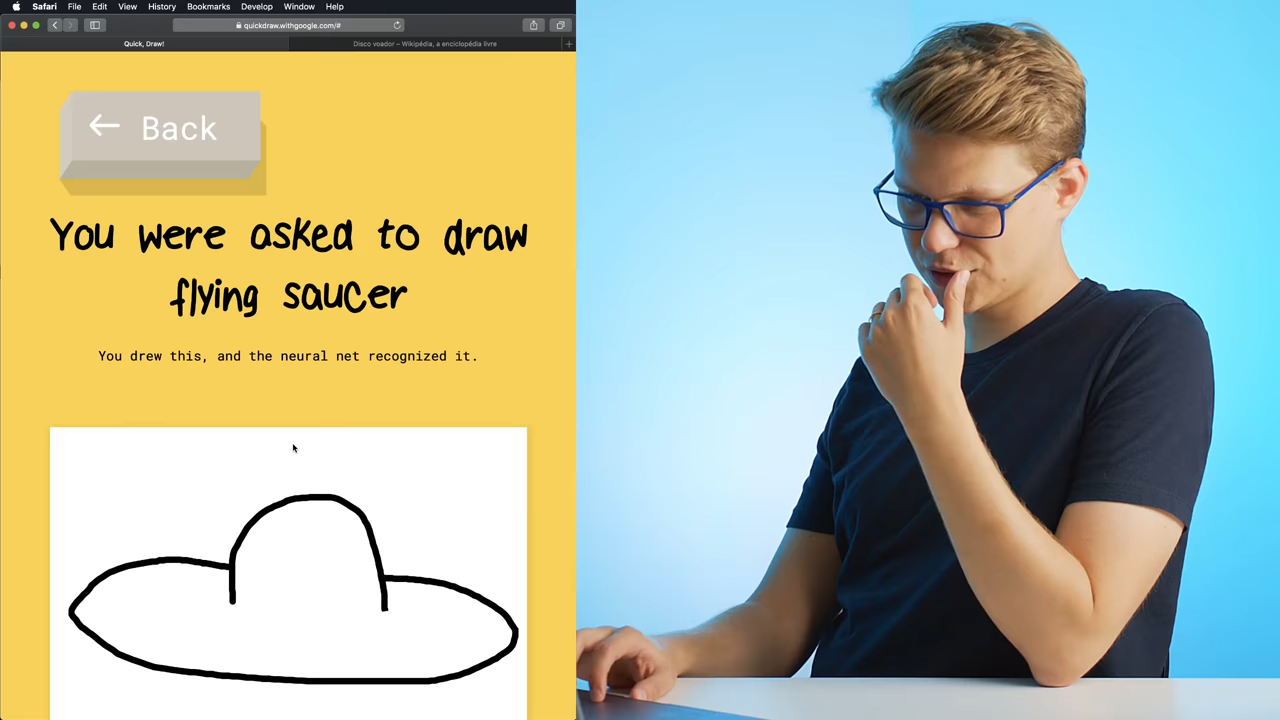 Safari File Edit View History Bookmarks Develop Window Help
quickdraw.withgoogle.com/#
Quick, Draw! Disco voador – Wikipédia, a enciclopédia livre
← Back
You were asked to draw
flying saucer
You drew this, and the neural net recognized it.